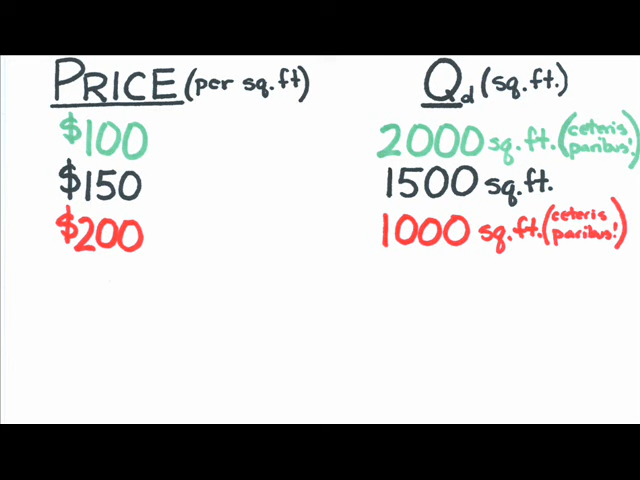 PRICE (per sq.ft) Qd (sq.ft.)
$100 2000 sq.ft. (ceteris paribus!)
$150 1500 sq.ft.
$200 1000 sq.ft. (ceteris paribus!)